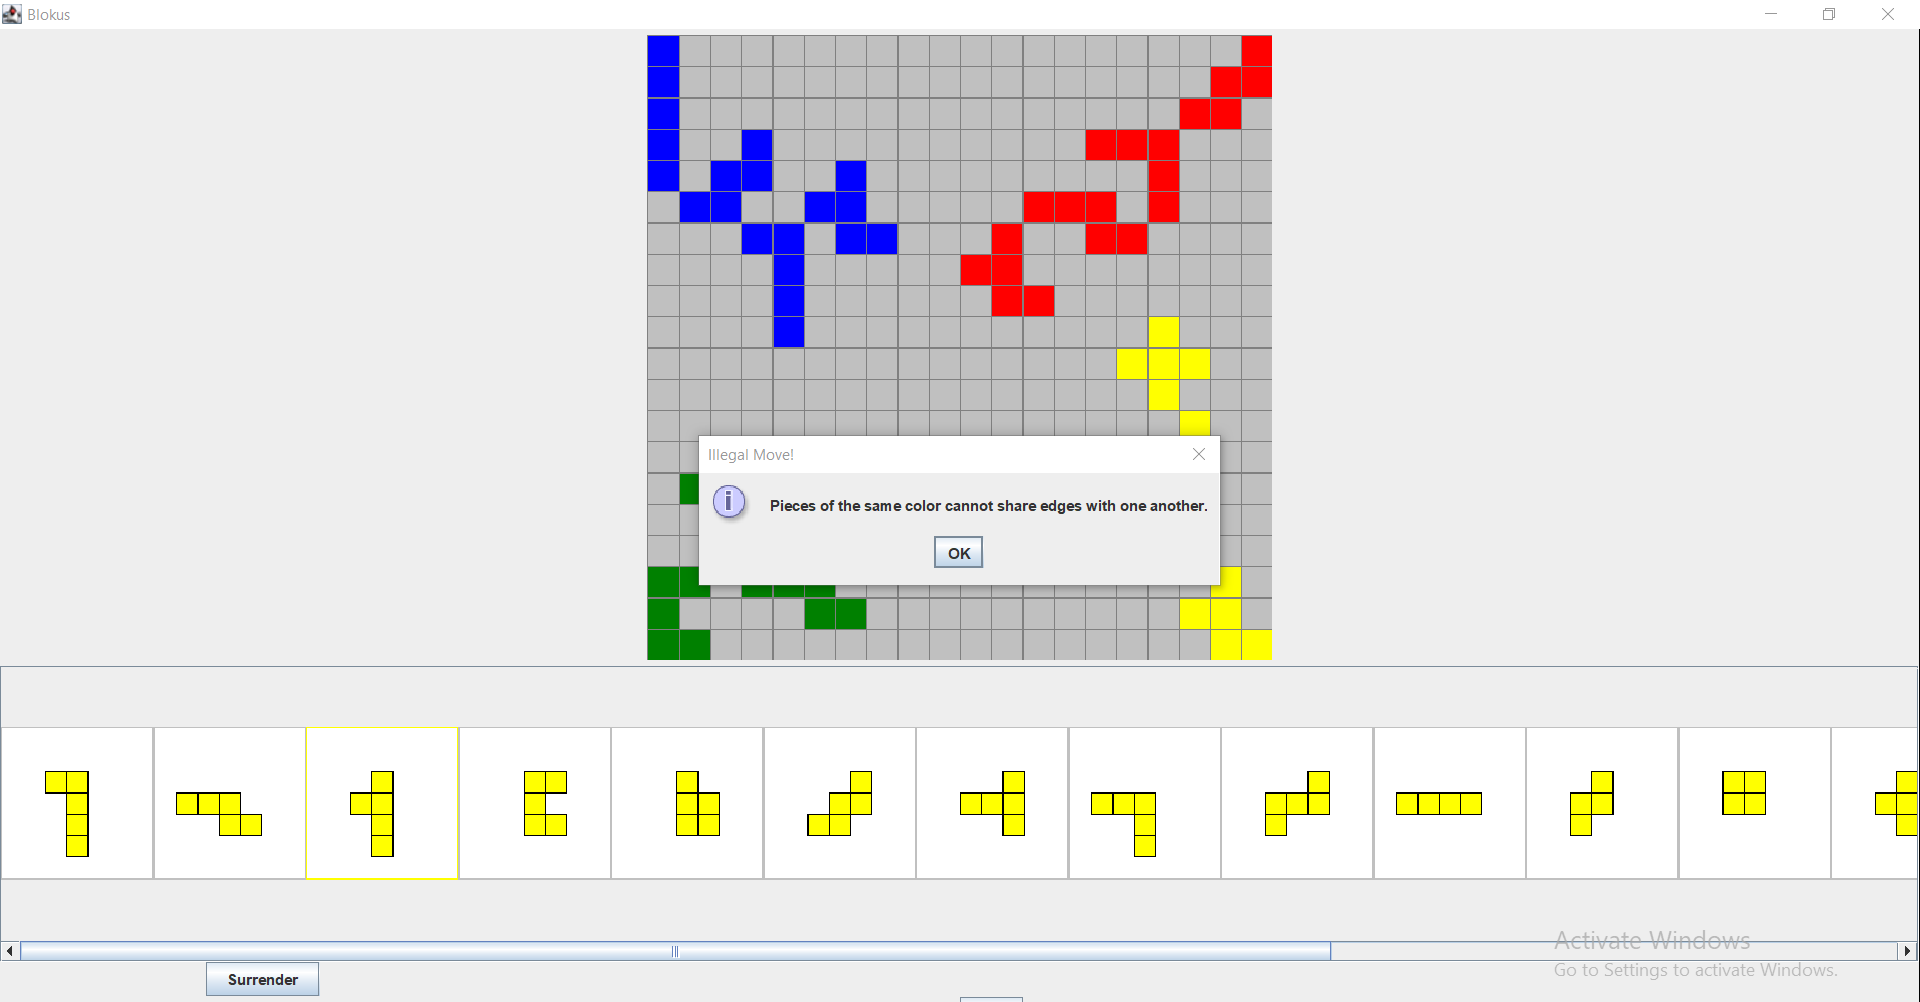 Blokus
Illegal Move!
Pieces of the same color cannot share edges with one another.
OK
Activate Windows
Go to Settings to activate Windows.
Surrender